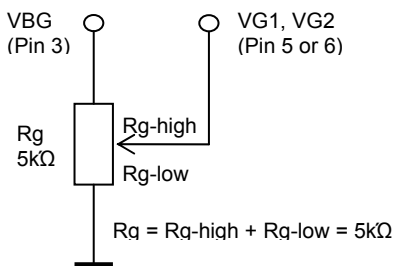 VBG
(Pin 3)
VG1, VG2
(Pin 5 or 6)
Rg
5kΩ
Rg-high
Rg-low
Rg = Rg-high + Rg-low = 5kΩ